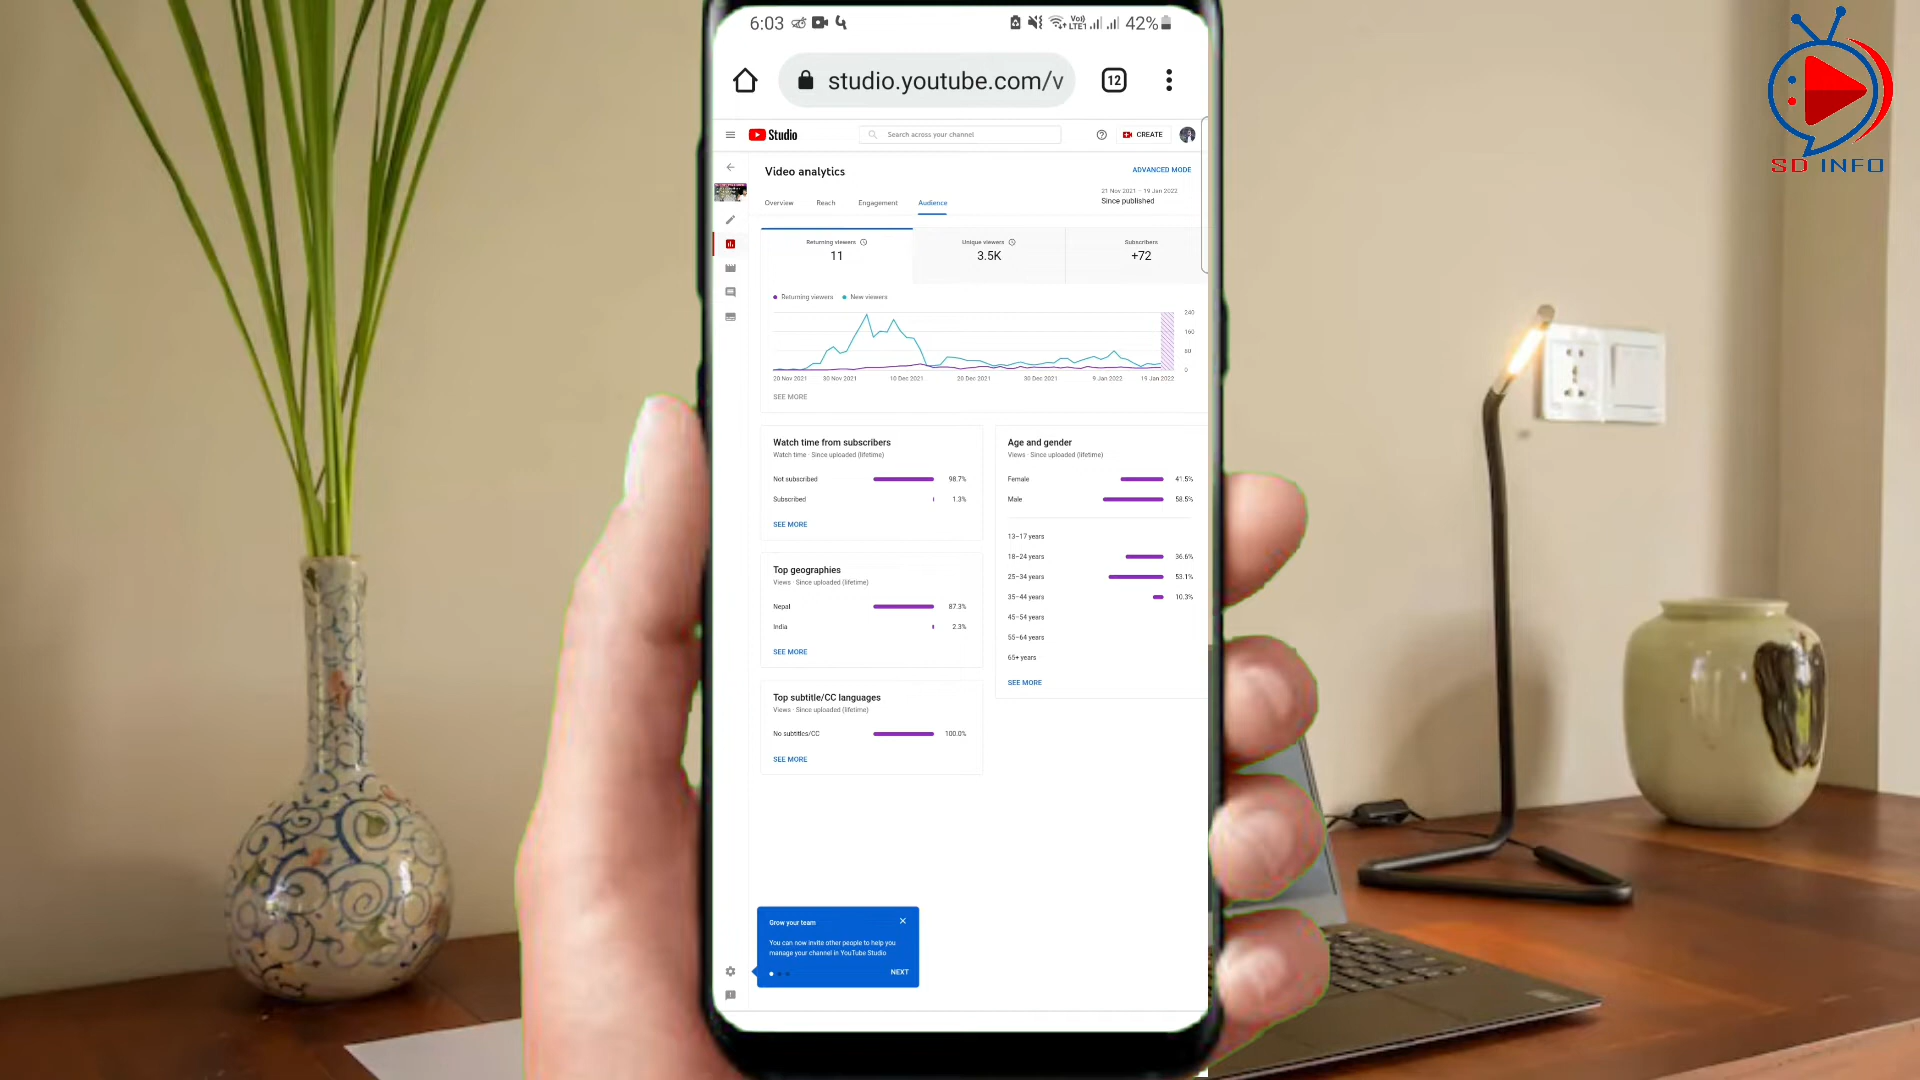 6:03
Vo)
LTE1
42%
studio.youtube.com/v
12
Studio
Search across your channel
CREATE
Video analytics
ADVANCED MODE
21 Nov 2021 – 19 Jan 2022
Since published
Overview
Reach
Engagement
Audience
Returning viewers
11
Unique viewers
3.5K
Subscribers
+72
Returning viewers
New viewers
240
160
80
0
20 Nov 2021
30 Nov 2021
10 Dec 2021
20 Dec 2021
30 Dec 2021
9 Jan 2022
19 Jan 2022
SEE MORE
Watch time from subscribers
Watch time · Since uploaded (lifetime)
Not subscribed 98.7%
Subscribed 1.3%
SEE MORE
Top geographies
Views · Since uploaded (lifetime)
Nepal 87.3%
India 2.3%
SEE MORE
Top subtitle/CC languages
Views · Since uploaded (lifetime)
No subtitles/CC 100.0%
SEE MORE
Age and gender
Views · Since uploaded (lifetime)
Female 41.5%
Male 58.5%
13–17 years
18–24 years 36.6%
25–34 years 53.1%
35–44 years 10.3%
45–54 years
55–64 years
65+ years
SEE MORE
Grow your team
You can now invite other people to help you
manage your channel in YouTube Studio
NEXT
SD INFO